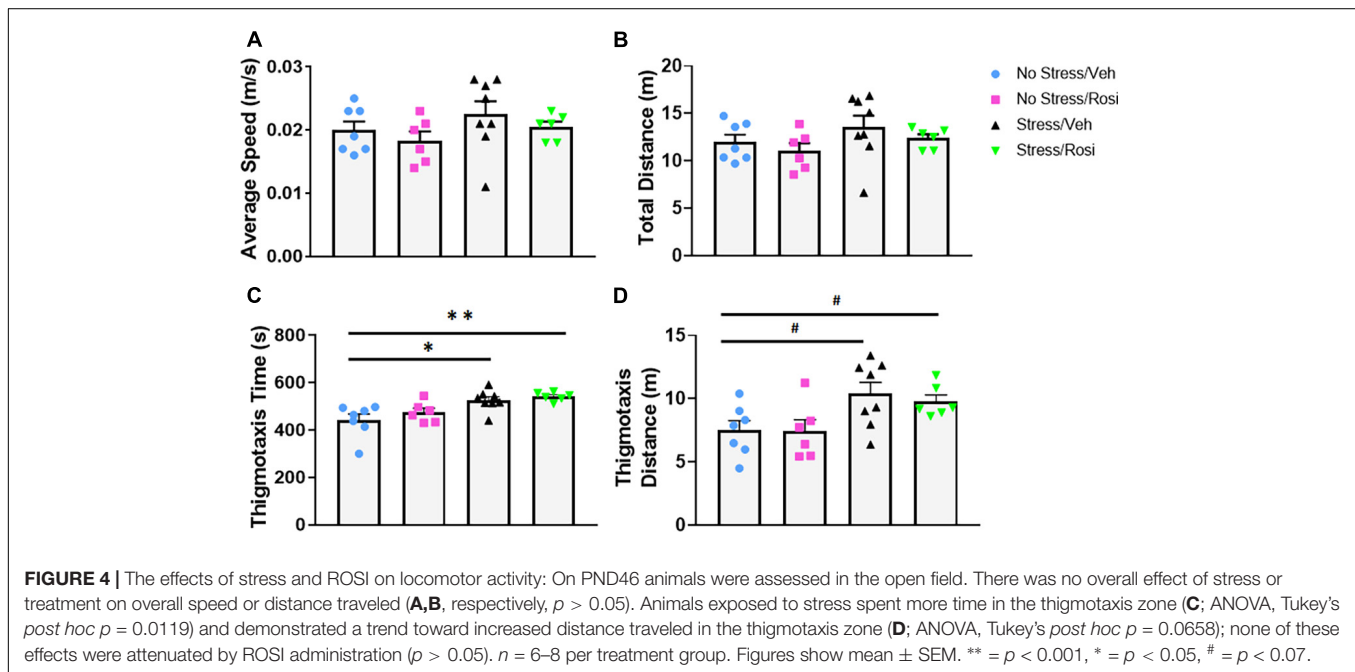 A
Average Speed (m/s)
0.03
0.02
0.01
0.00
B
Total Distance (m)
20
15
10
5
0
No Stress/Veh
No Stress/Rosi
Stress/Veh
Stress/Rosi
C
Thigmotaxis Time (s)
800
600
400
200
0
* *
*
D
Thigmotaxis
Distance (m)
15
10
5
0
#
#
FIGURE 4 | The effects of stress and ROSI on locomotor activity: On PND46 animals were assessed in the open field. There was no overall effect of stress or
treatment on overall speed or distance traveled (A,B, respectively, p > 0.05). Animals exposed to stress spent more time in the thigmotaxis zone (C; ANOVA, Tukey's
post hoc p = 0.0119) and demonstrated a trend toward increased distance traveled in the thigmotaxis zone (D; ANOVA, Tukey's post hoc p = 0.0658); none of these
effects were attenuated by ROSI administration (p > 0.05). n = 6–8 per treatment group. Figures show mean ± SEM. ** = p < 0.001, * = p < 0.05, # = p < 0.07.